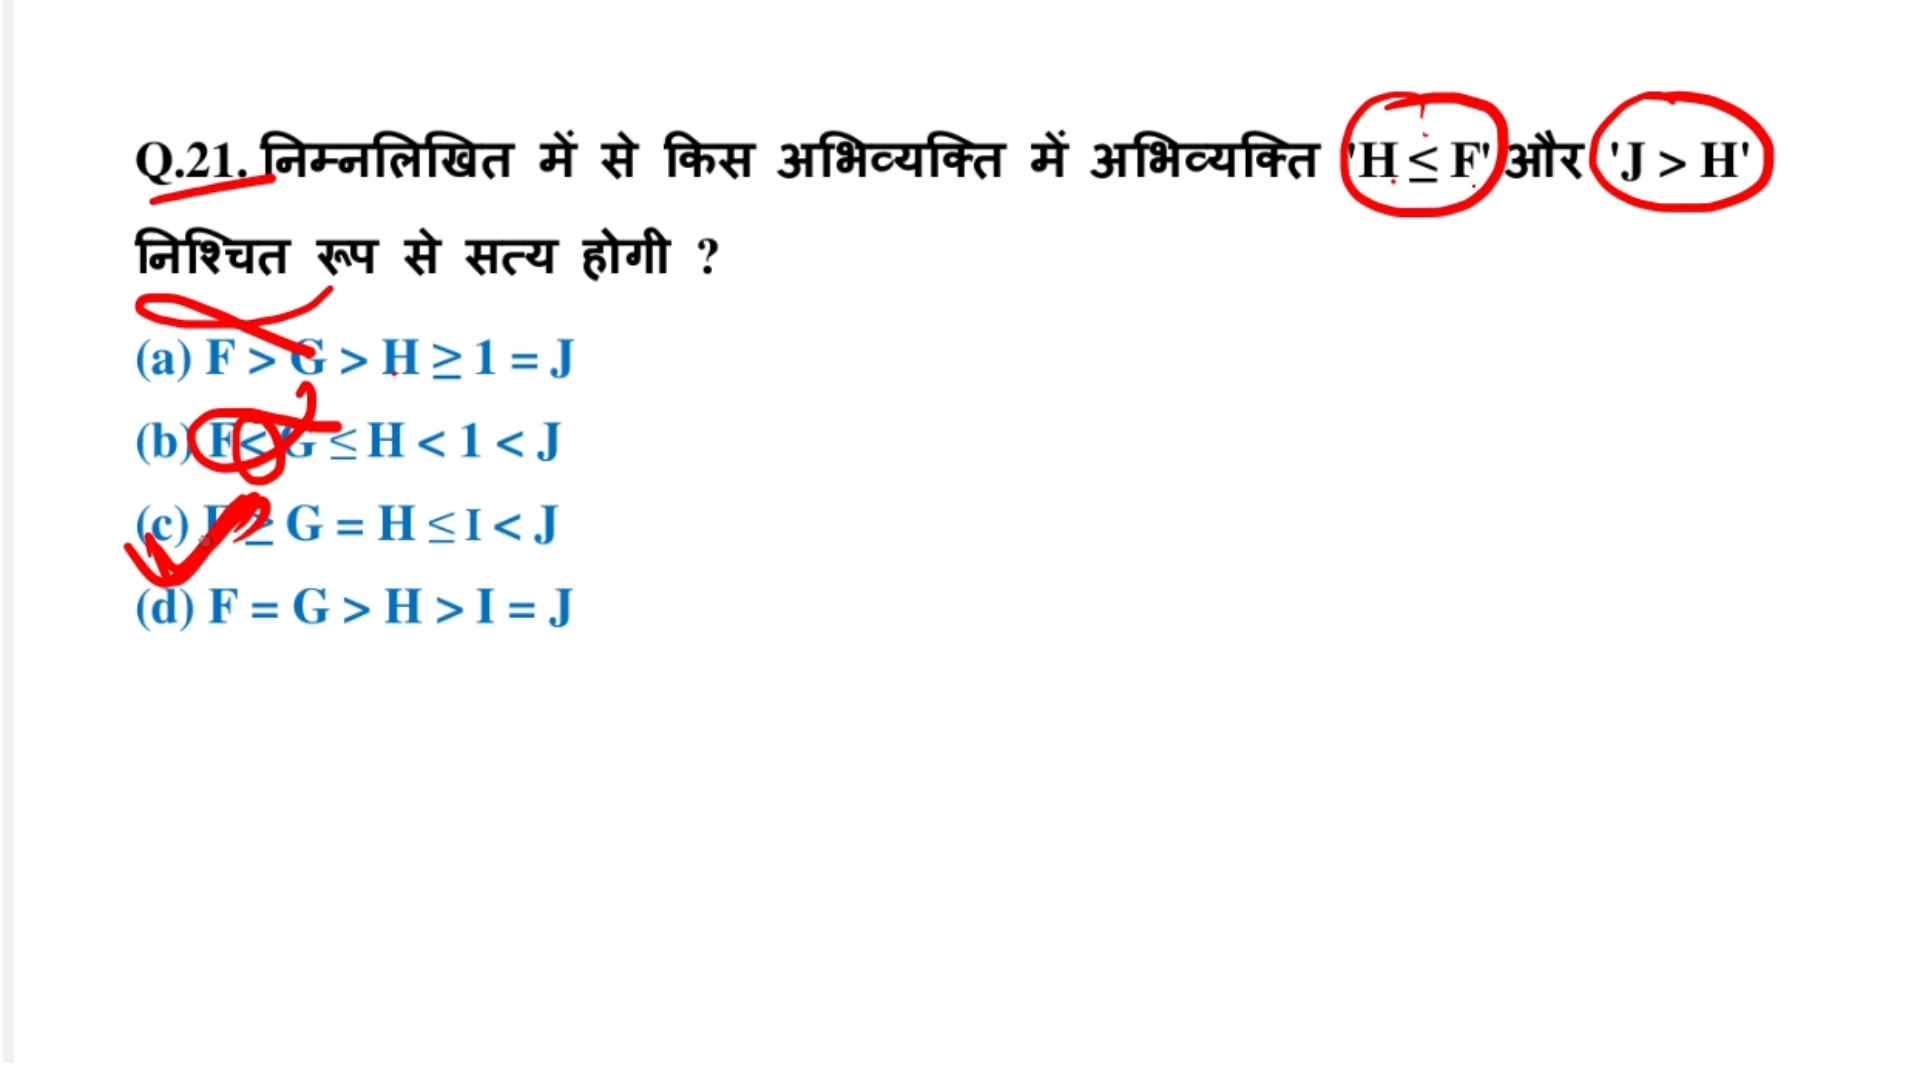 Q.21. निम्नलिखित में से किस अभिव्यक्ति में अभिव्यक्ति 'H ≤ F' और 'J > H'
निश्चित रूप से सत्य होगी ?
(a) F > G > H ≥ 1 = J
(b) F < G ≤ H < 1 < J
(c) F ≥ G = H ≤ I < J
(d) F = G > H > I = J